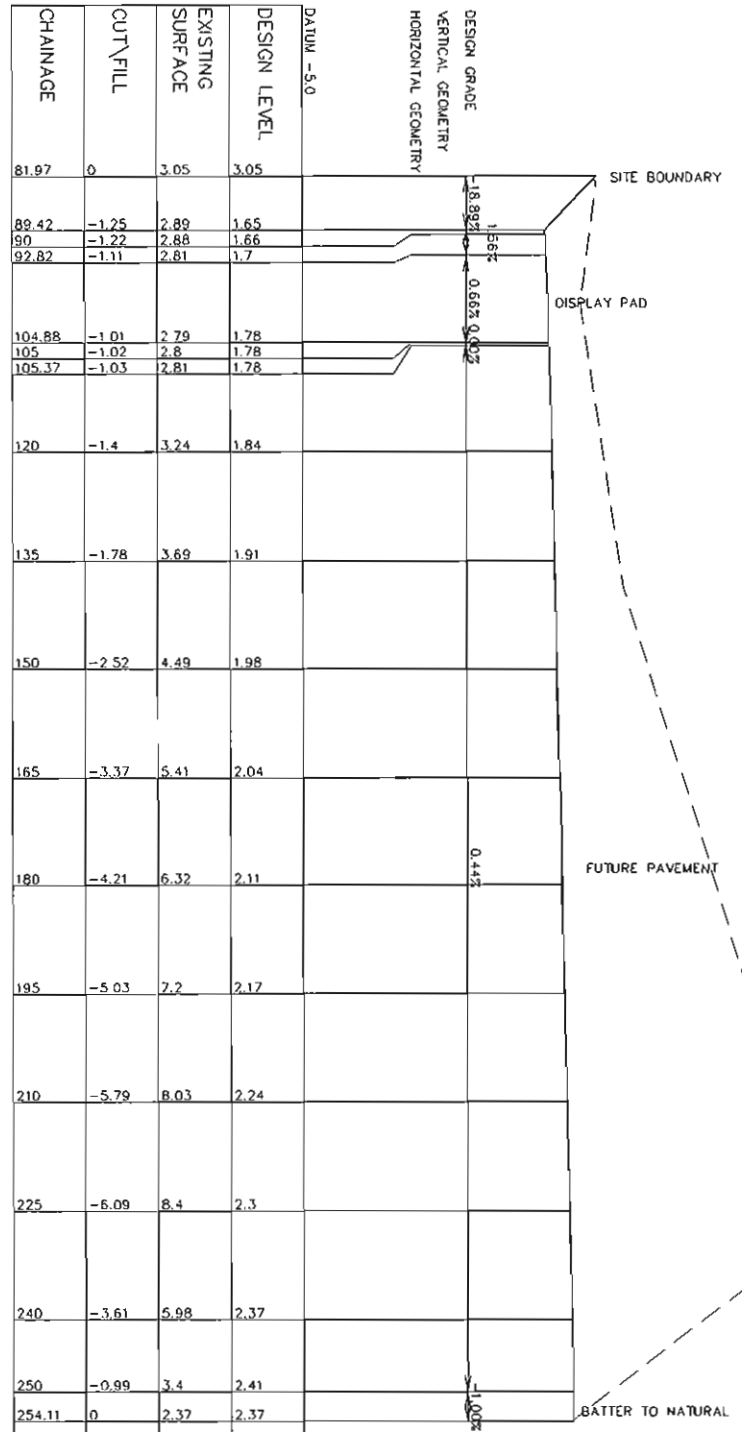 DESIGN GRADE
VERTICAL GEOMETRY
HORIZONTAL GEOMETRY
DATUM -5.0
DESIGN LEVEL
EXISTING SURFACE
CUT\FILL
CHAINAGE
SITE BOUNDARY
DISPLAY PAD
FUTURE PAVEMENT
BATTER TO NATURAL
-18.89%
1.56%
0.66%
0.00%
0.44%
-1.00%
81.97 0 3.05 3.05
89.42 -1.25 2.89 1.65
90 -1.22 2.88 1.66
92.82 -1.11 2.81 1.7
104.88 -1.01 2.79 1.78
105 -1.02 2.8 1.78
105.37 -1.03 2.81 1.78
120 -1.4 3.24 1.84
135 -1.78 3.69 1.91
150 -2.52 4.49 1.98
165 -3.37 5.41 2.04
180 -4.21 6.32 2.11
195 -5.03 7.2 2.17
210 -5.79 8.03 2.24
225 -6.09 8.4 2.3
240 -3.61 5.98 2.37
250 -0.99 3.4 2.41
254.11 0 2.37 2.37